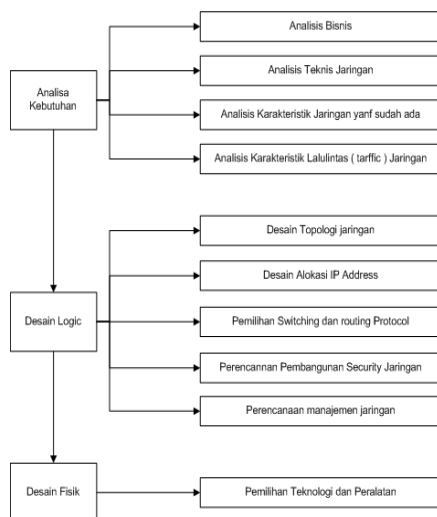 Analisa
Kebutuhan
Analisis Bisnis
Analisis Teknis Jaringan
Analisis Karakteristik Jaringan yanf sudah ada
Analisis Karakteristik Lalulintas ( tarffic ) Jaringan
Desain Logic
Desain Topologi jaringan
Desain Alokasi IP Address
Pemilihan Switching dan routing Protocol
Perencannan Pembangunan Security Jaringan
Perencanaan manajemen jaringan
Desain Fisik
Pemilihan Teknologi dan Peralatan